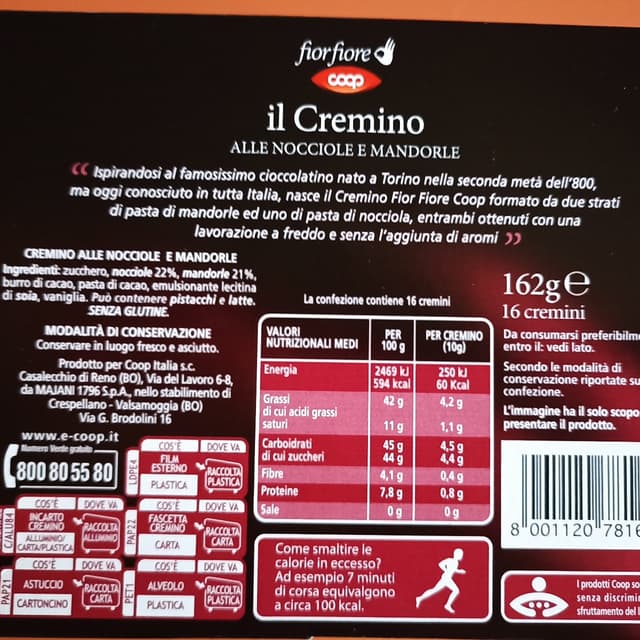 fiorfiore
coop
il Cremino
ALLE NOCCIOLE E MANDORLE
“ Ispirandosi al famosissimo cioccolatino nato a Torino nella seconda metà dell'800,
ma oggi conosciuto in tutta Italia, nasce il Cremino Fior Fiore Coop formato da due strati
di pasta di mandorle ed uno di pasta di nocciola, entrambi ottenuti con una
lavorazione a freddo e senza l'aggiunta di aromi ”
CREMINO ALLE NOCCIOLE E MANDORLE
Ingredienti: zucchero, nocciole 22%, mandorle 21%,
burro di cacao, pasta di cacao, emulsionante lecitina
di soia, vaniglia. Può contenere pistacchi e latte.
SENZA GLUTINE.
MODALITÀ DI CONSERVAZIONE
Conservare in luogo fresco e asciutto.
Prodotto per Coop Italia s.c.
Casalecchio di Reno (BO), Via del Lavoro 6-8,
da MAJANI 1796 S.p.A., nello stabilimento di
Crespellano - Valsamoggia (BO)
Via G. Brodolini 16
www.e-coop.it
Numero Verde gratuito
800 80 55 80
COS'È DOVE VA
LDPE4
FILM
ESTERNO
PLASTICA
RACCOLTA
PLASTICA
COS'È DOVE VA
C/ALU84
INCARTO
CREMINO
ALLUMINIO/
CARTA/PLASTICA
RACCOLTA
ALLUMINIO
COS'È DOVE VA
PAP22
FASCETTA
CREMINO
CARTA
RACCOLTA
CARTA
COS'È DOVE VA
PAP21
ASTUCCIO
CARTONCINO
RACCOLTA
CARTA
COS'È DOVE VA
PET1
ALVEOLO
PLASTICA
RACCOLTA
PLASTICA
La confezione contiene 16 cremini
VALORI
NUTRIZIONALI MEDI
PER
100 g
PER CREMINO
(10g)
Energia 2469 kJ 250 kJ
594 kcal 60 Kcal
Grassi 42 g 4,2 g
di cui acidi grassi
saturi 11 g 1,1 g
Carboidrati 45 g 4,5 g
di cui zuccheri 44 g 4,4 g
Fibre 4,1 g 0,4 g
Proteine 7,8 g 0,8 g
Sale 0 g 0 g
Come smaltire le
calorie in eccesso?
Ad esempio 7 minuti
di corsa equivalgono
a circa 100 kcal.
162g e
16 cremini
Da consumarsi preferibilm
entro il: vedi lato.
Secondo le modalità di
conservazione riportate su
confezione.
L'immagine ha il solo scopo
presentare il prodotto.
8 001120 7816
I prodotti Coop so
senza discrimin
sfruttamento del l